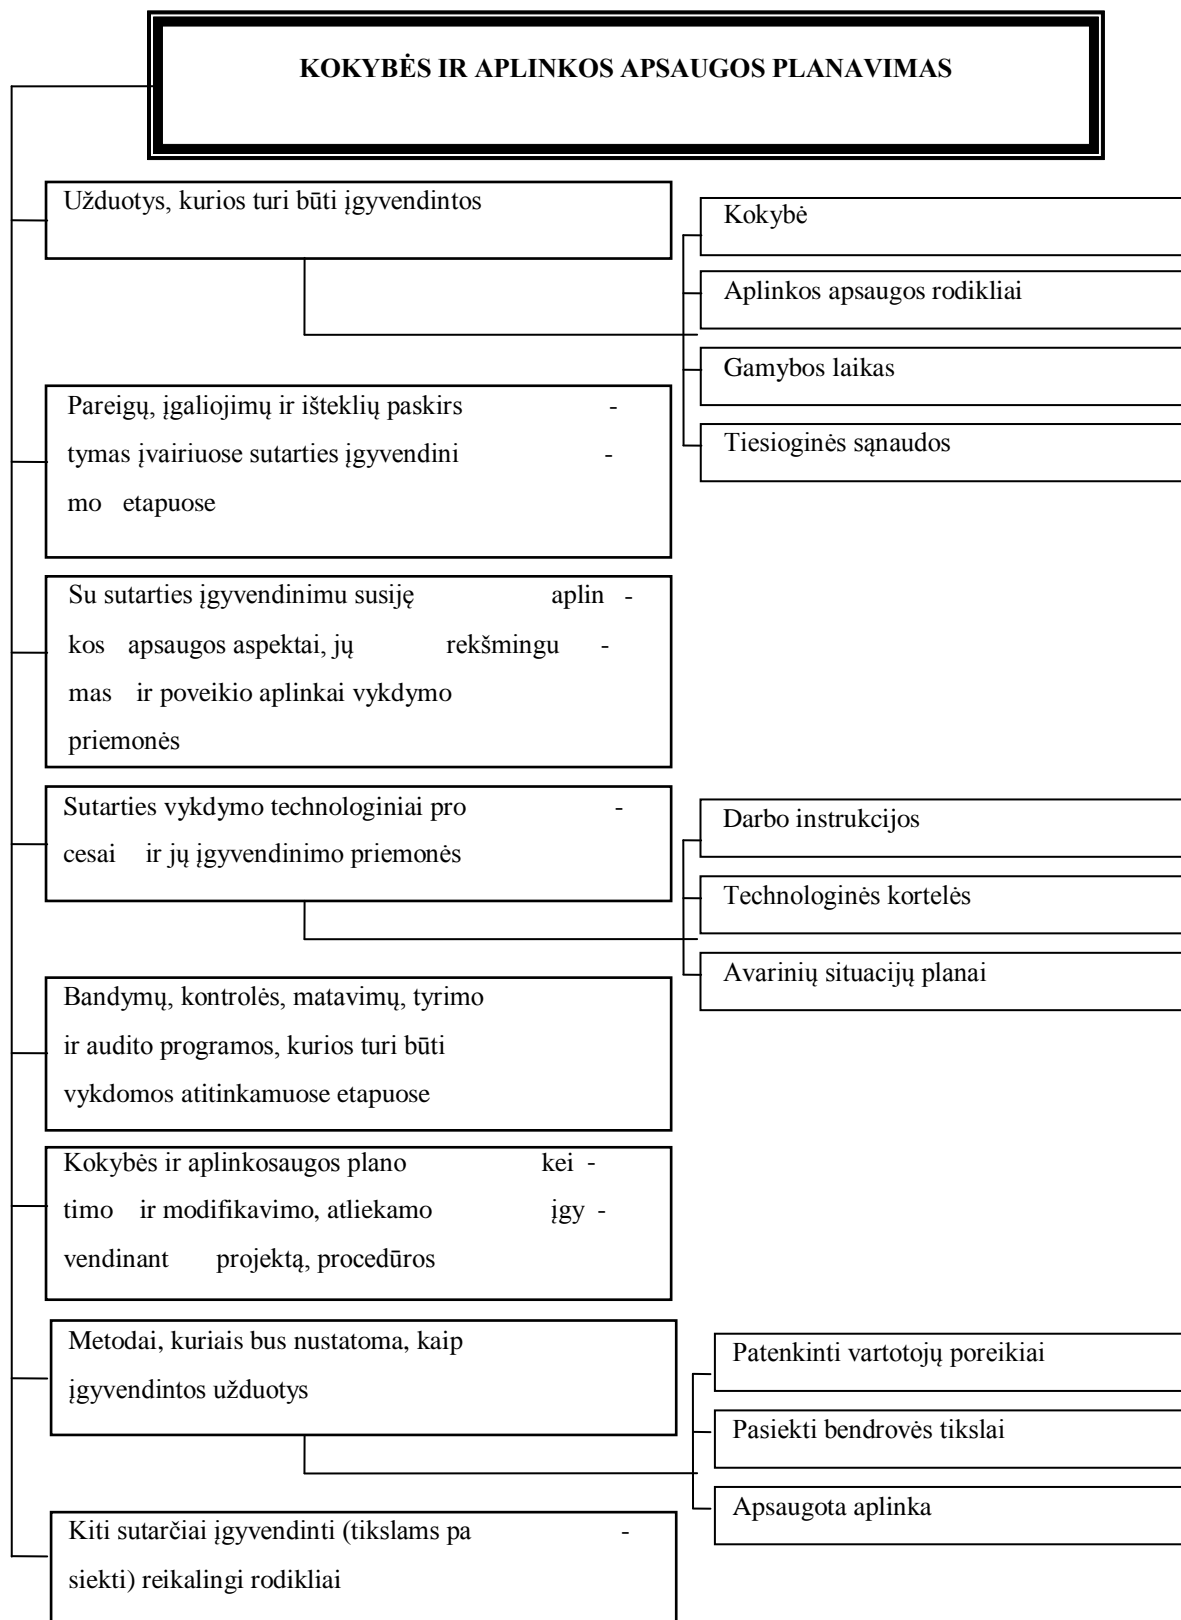 KOKYBĖS IR APLINKOS APSAUGOS PLANAVIMAS
Užduotys, kurios turi būti įgyvendintos
Kokybė
Aplinkos apsaugos rodikliai
Gamybos laikas
Tiesioginės sąnaudos
Pareigų, įgaliojimų ir išteklių paskirs -
tymas įvairiuose sutarties įgyvendini -
mo etapuose
Su sutarties įgyvendinimu susiję aplin -
kos apsaugos aspektai, jų rekšmingu -
mas ir poveikio aplinkai vykdymo
priemonės
Sutarties vykdymo technologiniai pro -
cesai ir jų įgyvendinimo priemonės
Darbo instrukcijos
Technologinės kortelės
Avarinių situacijų planai
Bandymų, kontrolės, matavimų, tyrimo
ir audito programos, kurios turi būti
vykdomos atitinkamuose etapuose
Kokybės ir aplinkosaugos plano kei -
timo ir modifikavimo, atliekamo įgy -
vendinant projektą, procedūros
Metodai, kuriais bus nustatoma, kaip
įgyvendintos užduotys
Patenkinti vartotojų poreikiai
Pasiekti bendrovės tikslai
Apsaugota aplinka
Kiti sutarčiai įgyvendinti (tikslams pa -
siekti) reikalingi rodikliai